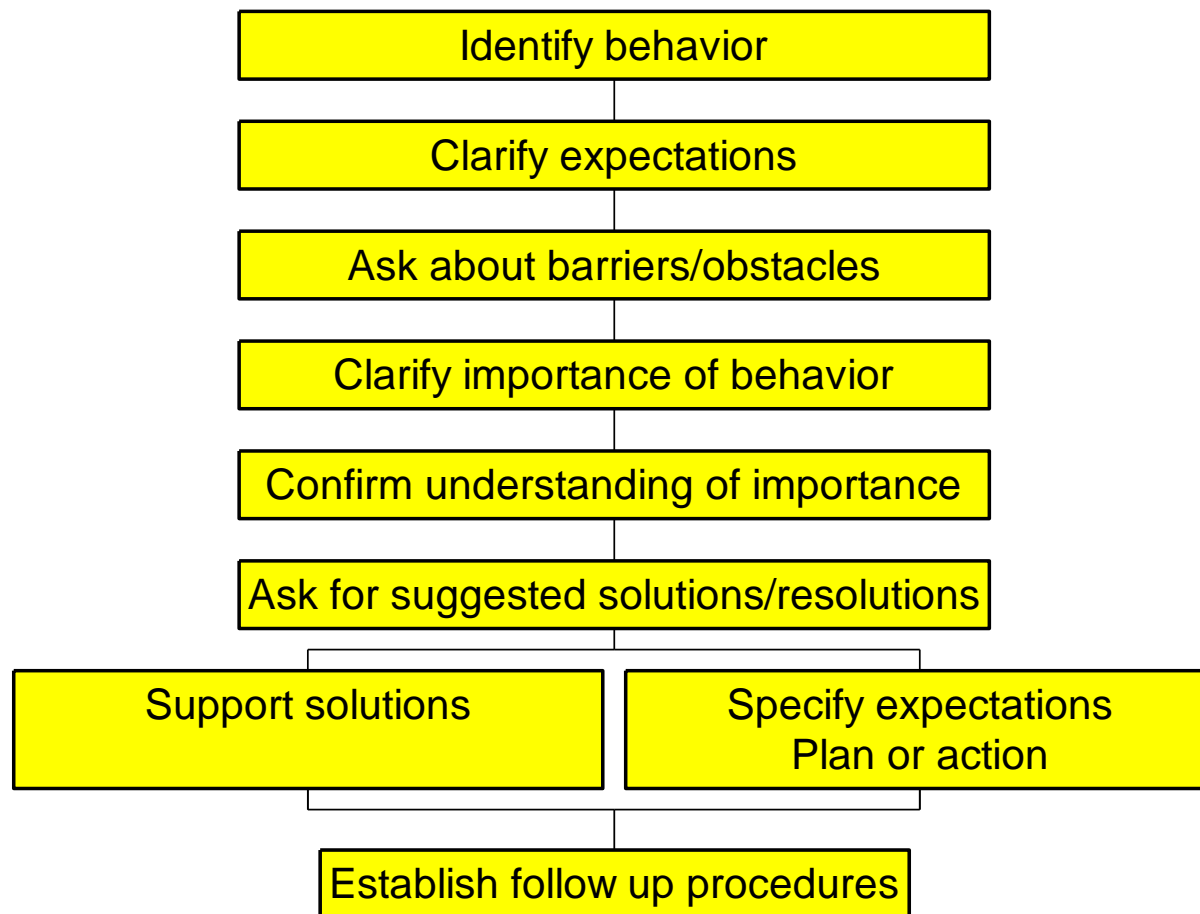 Identify behavior
Clarify expectations
Ask about barriers/obstacles
Clarify importance of behavior
Confirm understanding of importance
Ask for suggested solutions/resolutions
Support solutions
Specify expectations
Plan or action
Establish follow up procedures